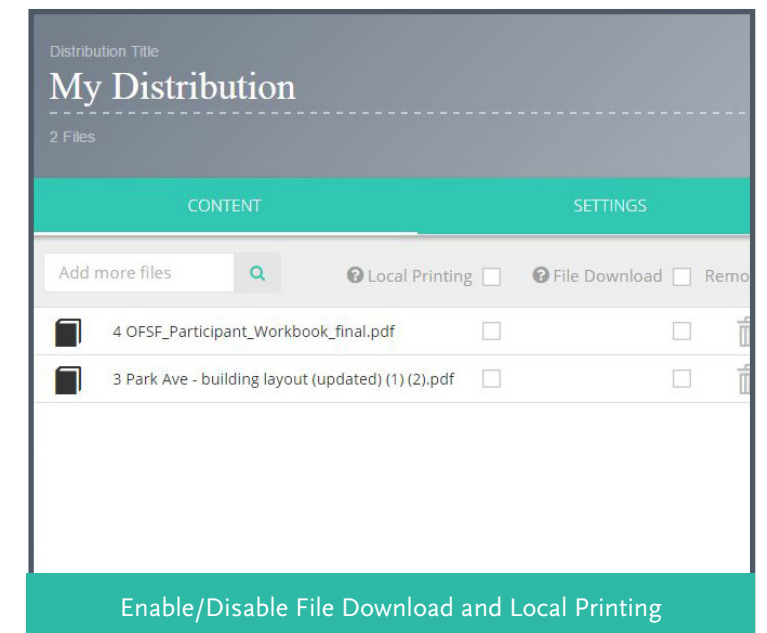 Distribution Title
My Distribution
2 Files
CONTENT SETTINGS
Add more files Local Printing File Download Remo
4 OFSF_Participant_Workbook_final.pdf
3 Park Ave - building layout (updated) (1) (2).pdf
Enable/Disable File Download and Local Printing